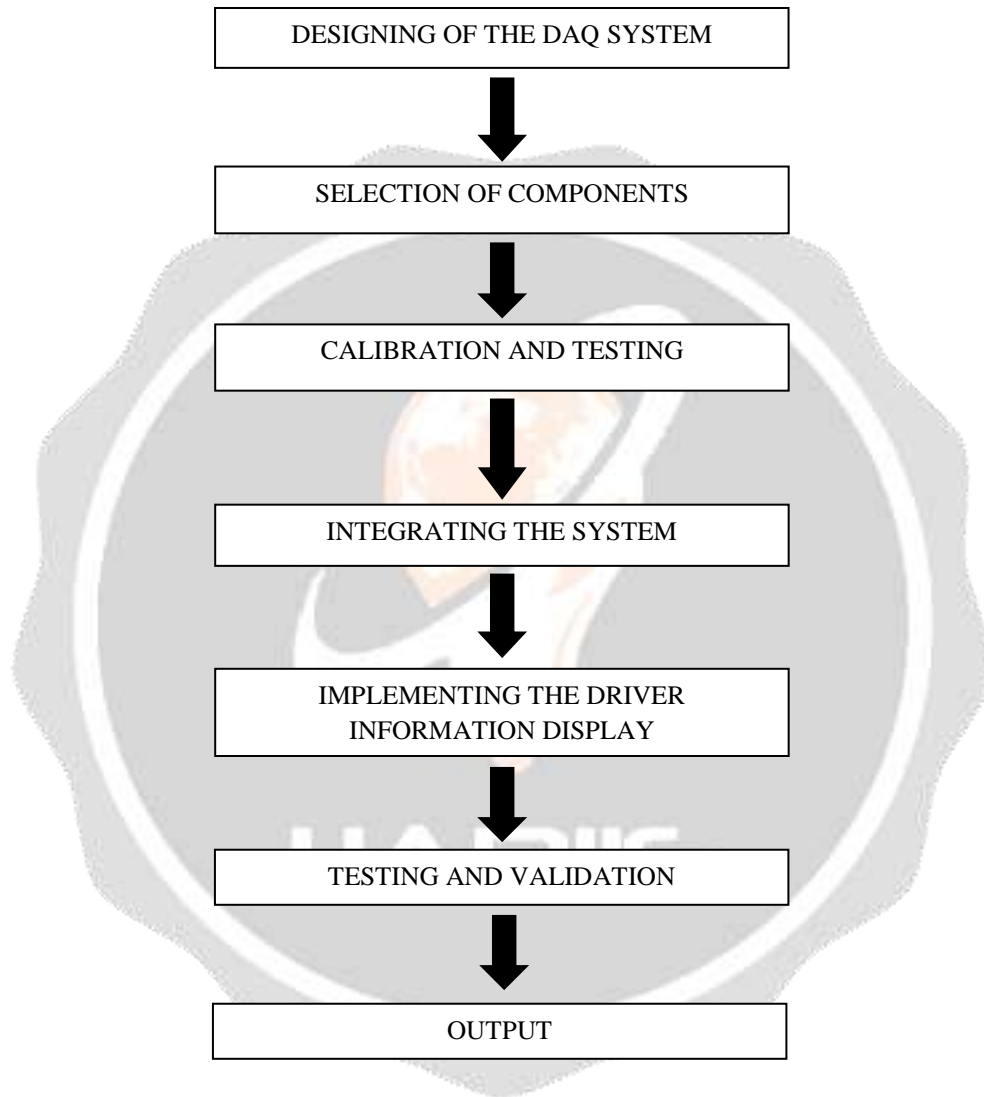 DESIGNING OF THE DAQ SYSTEM
SELECTION OF COMPONENTS
CALIBRATION AND TESTING
INTEGRATING THE SYSTEM
IMPLEMENTING THE DRIVER
INFORMATION DISPLAY
TESTING AND VALIDATION
OUTPUT